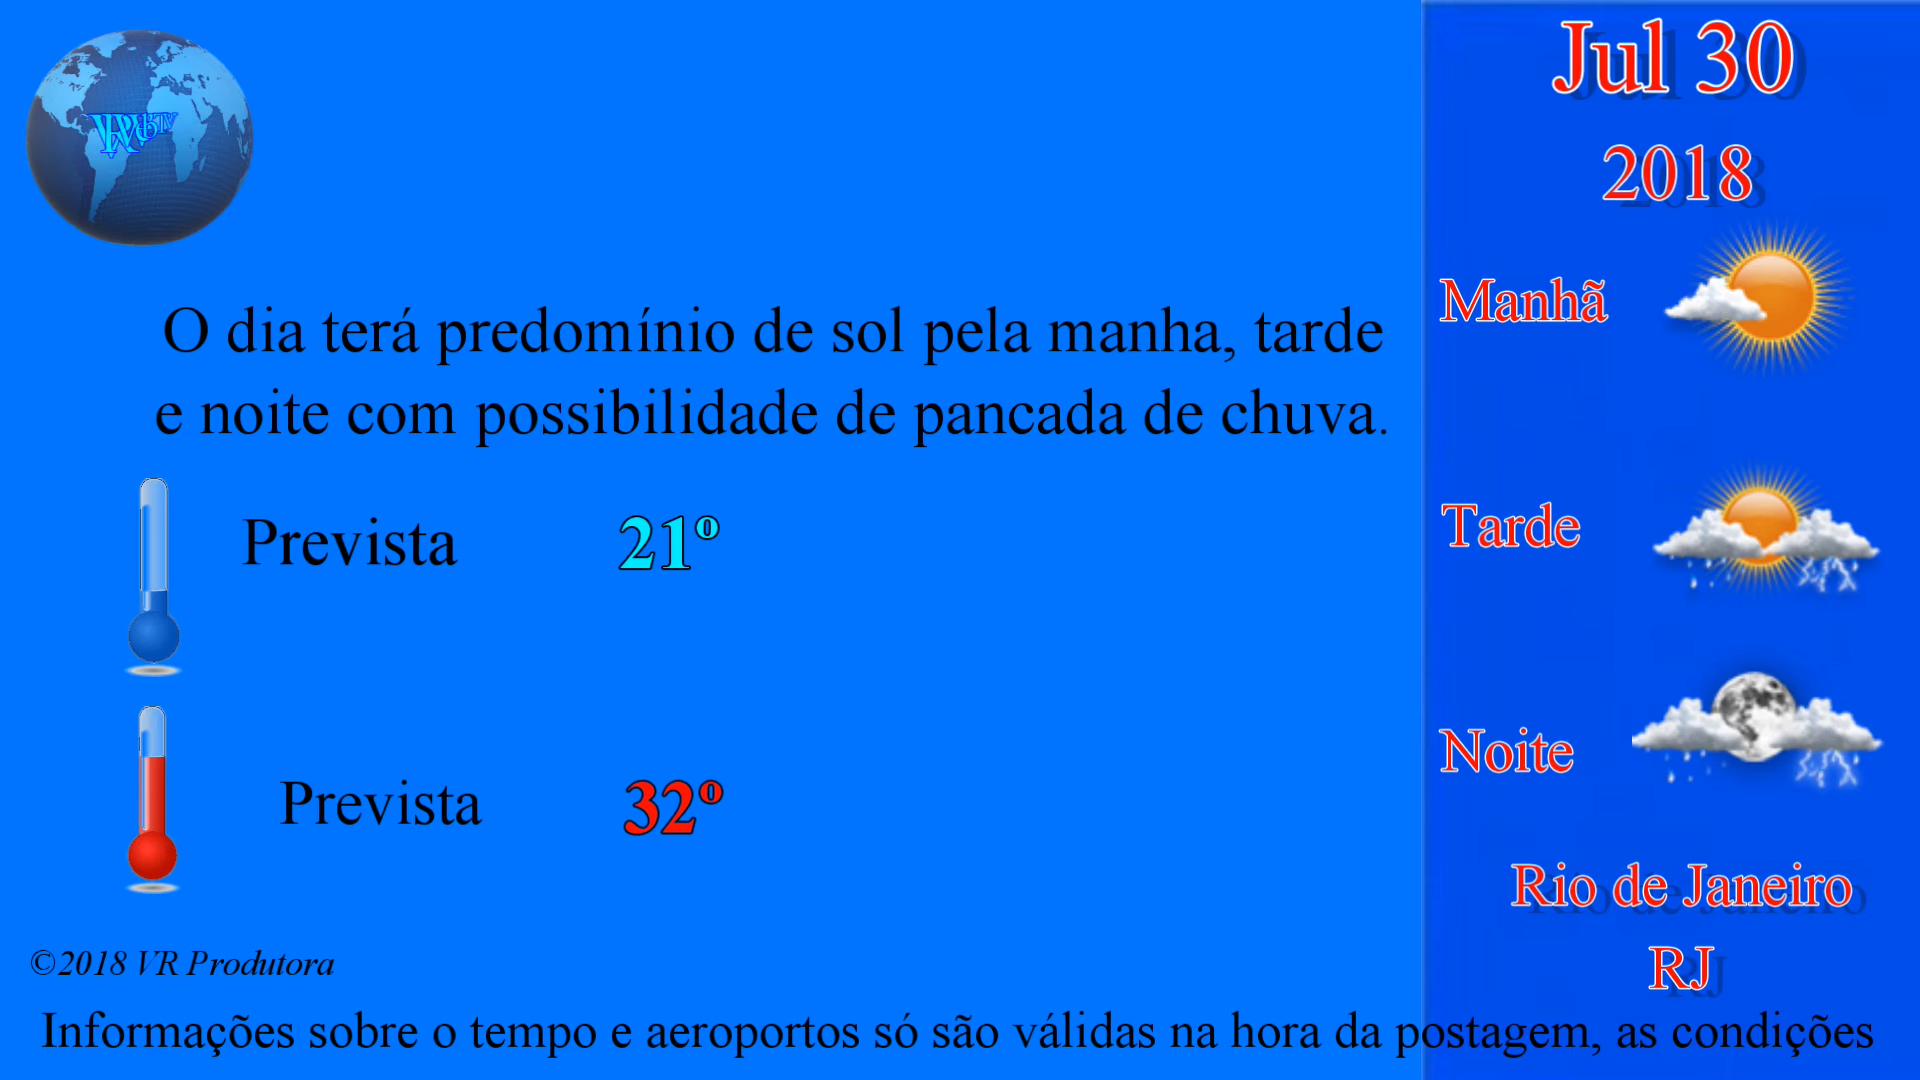 O dia terá predomínio de sol pela manha, tarde
e noite com possibilidade de pancada de chuva.
Prevista 21º
Prevista 32º
©2018 VR Produtora
Jul 30
2018
Manhã
Tarde
Noite
Rio de Janeiro
RJ
Informações sobre o tempo e aeroportos só são válidas na hora da postagem, as condições